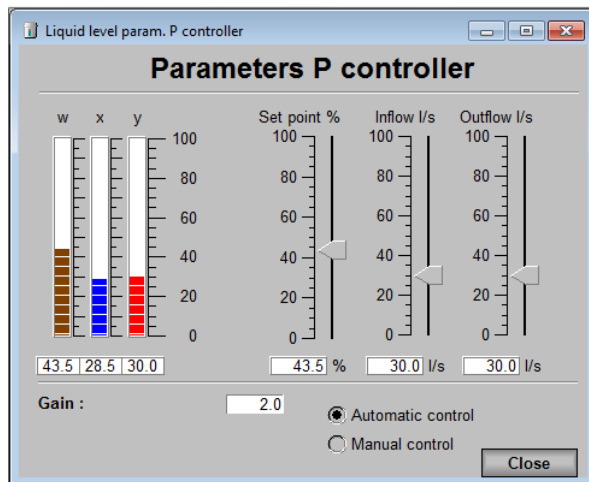 Liquid level param. P controller
Parameters P controller
w x y Set point % Inflow l/s Outflow l/s
100 100 100 100
80 80 80 80
60 60 60 60
40 40 40 40
20 20 20 20
0 0 0 0
43.5 28.5 30.0 43.5 % 30.0 l/s 30.0 l/s
Gain : 2.0
Automatic control
Manual control
Close